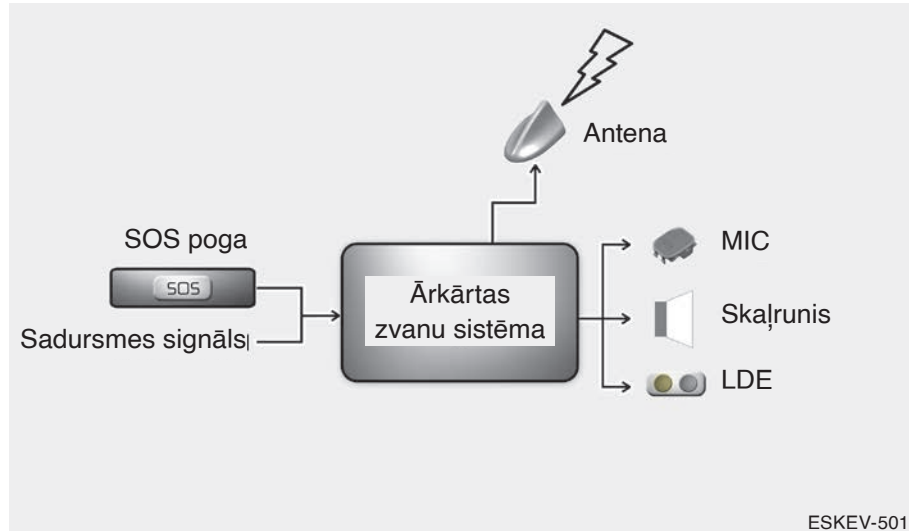 Antena
SOS poga
SOS
Sadursmes signāls
Ārkārtas
zvanu sistēma
MIC
Skaļrunis
LDE
ESKEV-501